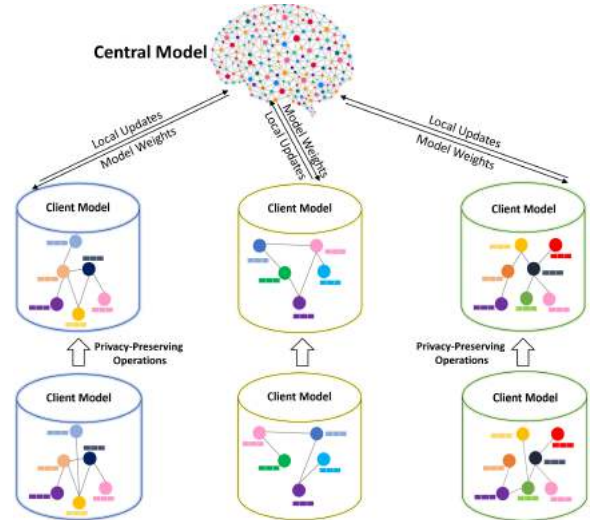 Central Model
Local Updates
Model Weights
Model Weights
Local Updates
Local Updates
Model Weights
Client Model
Client Model
Client Model
Privacy-Preserving
Operations
Privacy-Preserving
Operations
Client Model
Client Model
Client Model